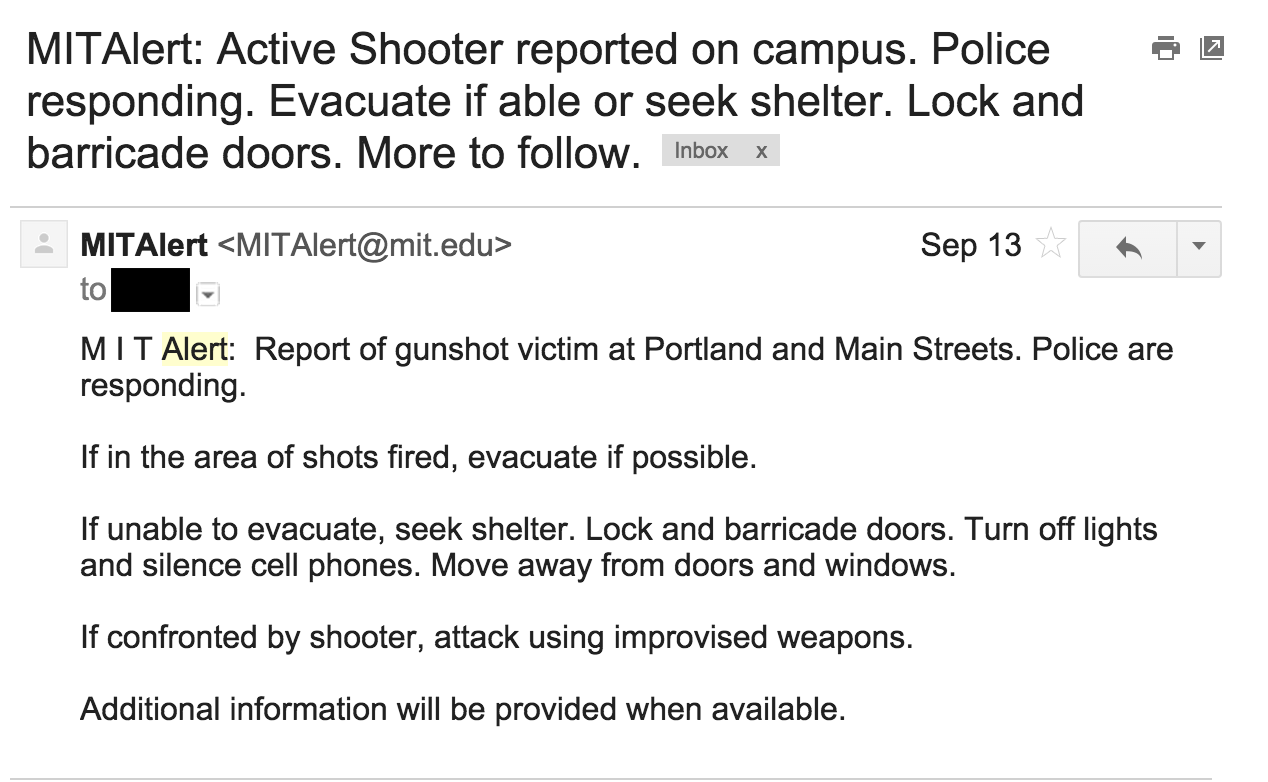 MITAlert: Active Shooter reported on campus. Police
responding. Evacuate if able or seek shelter. Lock and
barricade doors. More to follow. Inbox x
MITAlert <MITAlert@mit.edu> Sep 13
to
M I T Alert:  Report of gunshot victim at Portland and Main Streets. Police are
responding.
If in the area of shots fired, evacuate if possible.
If unable to evacuate, seek shelter. Lock and barricade doors. Turn off lights
and silence cell phones. Move away from doors and windows.
If confronted by shooter, attack using improvised weapons.
Additional information will be provided when available.